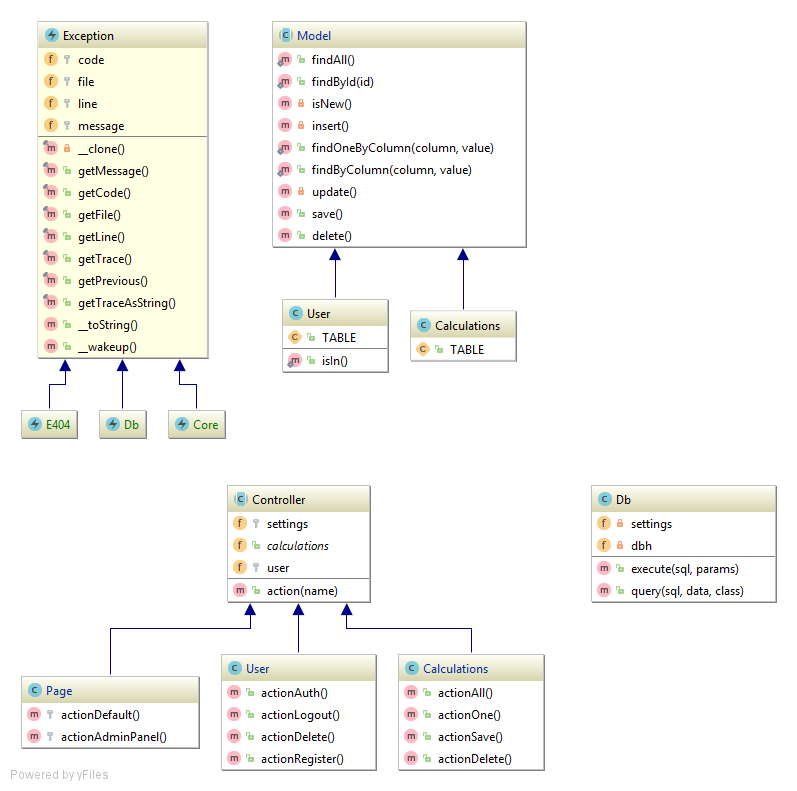 Exception
code
file
line
message
__clone()
getMessage()
getCode()
getFile()
getLine()
getTrace()
getPrevious()
getTraceAsString()
__toString()
__wakeup()
E404
Db
Core
Model
findAll()
findById(id)
isNew()
insert()
findOneByColumn(column, value)
findByColumn(column, value)
update()
save()
delete()
User
TABLE
isIn()
Calculations
TABLE
Controller
settings
calculations
user
action(name)
Db
settings
dbh
execute(sql, params)
query(sql, data, class)
Page
actionDefault()
actionAdminPanel()
User
actionAuth()
actionLogout()
actionDelete()
actionRegister()
Calculations
actionAll()
actionOne()
actionSave()
actionDelete()
Powered by yFiles